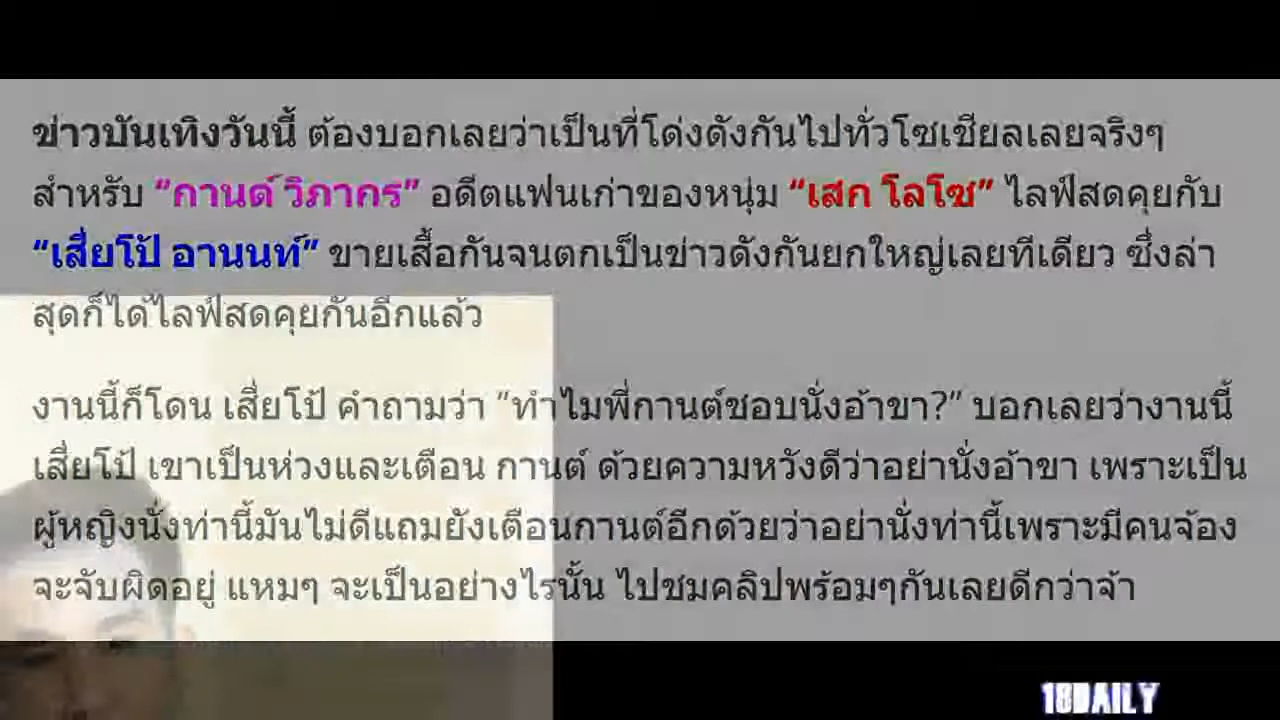 ข่าวบันเทิงวันนี้ ต้องบอกเลยว่าเป็นที่โด่งดังกันไปทั่วโซเชียลเลยจริงๆ
สำหรับ “กานต์ วิภากร” อดีตแฟนเก่าของหนุ่ม “เสก โลโซ” ไลฟ์สดคุยกับ
“เสี่ยโป้ อานนท์” ขายเสื้อกันจนตกเป็นข่าวดังกันยกใหญ่เลยทีเดียว ซึ่งล่า
สุดก็ได้ไลฟ์สดคุยกันอีกแล้ว
งานนี้ก็โดน เสี่ยโป้ คำถามว่า “ทำไมพี่กานต์ชอบนั่งอ้าขา?” บอกเลยว่างานนี้
เสี่ยโป้ เขาเป็นห่วงและเตือน กานต์ ด้วยความหวังดีว่าอย่านั่งอ้าขา เพราะเป็น
ผู้หญิงนั่งท่านี้มันไม่ดีแถมยังเตือนกานต์อีกด้วยว่าอย่านั่งท่านี้เพราะมีคนจ้อง
จะจับผิดอยู่ แหมๆ จะเป็นอย่างไรนั้น ไปชมคลิปพร้อมๆกันเลยดีกว่าจ้า
18DAILY